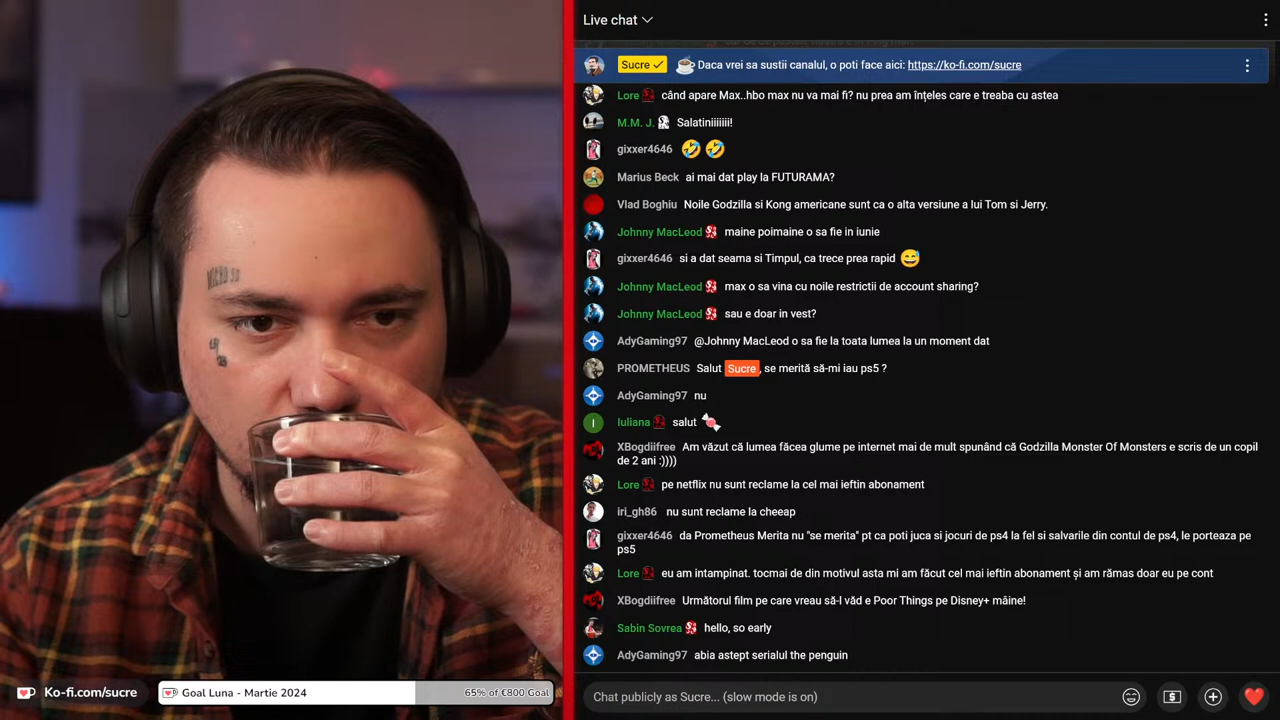 Live chat
Sucre Daca vrei sa sustii canalul, o poti face aici: https://ko-fi.com/sucre
Lore când apare Max..hbo max nu va mai fi? nu prea am înțeles care e treaba cu astea
M.M. J. Salatiniiiiiii!
gixxer4646
Marius Beck ai mai dat play la FUTURAMA?
Vlad Boghiu Noile Godzilla si Kong americane sunt ca o alta versiune a lui Tom si Jerry.
Johnny MacLeod maine poimaine o sa fie in iunie
gixxer4646 si a dat seama si Timpul, ca trece prea rapid
Johnny MacLeod max o sa vina cu noile restrictii de account sharing?
Johnny MacLeod sau e doar in vest?
AdyGaming97 @Johnny MacLeod o sa fie la toata lumea la un moment dat
PROMETHEUS Salut Sucre, se merită să-mi iau ps5 ?
AdyGaming97 nu
I Iuliana salut
XBogdiifree Am văzut că lumea făcea glume pe internet mai de mult spunând că Godzilla Monster Of Monsters e scris de un copil
de 2 ani :))))
Lore pe netflix nu sunt reclame la cel mai ieftin abonament
iri_gh86 nu sunt reclame la cheeap
gixxer4646 da Prometheus Merita nu "se merita" pt ca poti juca si jocuri de ps4 la fel si salvarile din contul de ps4, le porteaza pe
ps5
Lore eu am intampinat. tocmai de din motivul asta mi am făcut cel mai ieftin abonament și am rămas doar eu pe cont
XBogdiifree Următorul film pe care vreau să-l văd e Poor Things pe Disney+ mâine!
Sabin Sovrea hello, so early
AdyGaming97 abia astept serialul the penguin
Chat publicly as Sucre... (slow mode is on)
Ko-fi.com/sucre
Goal Luna - Martie 2024
65% of €800 Goal